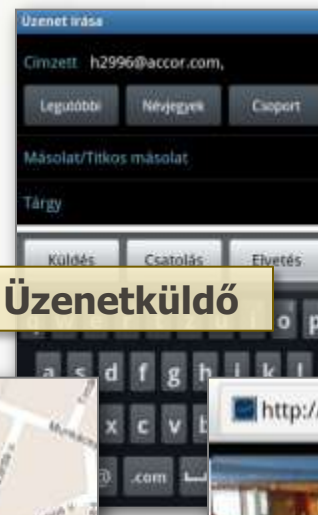 Üzenet írása
Címzett h2996@accor.com,
Legutóbbi Névjegyek Csoport
Másolat/Titkos másolat
Tárgy
Küldés Csatolás Elvetés
Üzenetküldő
o p
a s d f g h j k l
x c v b
@ .com
http://